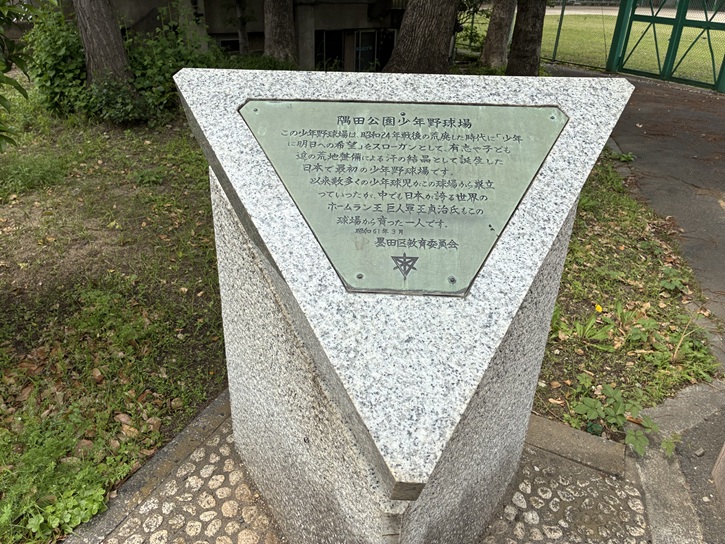 隅田公園少年野球場
この少年野球場は、昭和24年戦後の荒廃した時代に「少年
に明日への希望」をスローガンとして、有志や子ども
達の荒地整備による汗の結晶として誕生した
日本で最初の少年野球場です。
以来数多くの少年球児がこの球場から巣立
っていったが、中でも日本が誇る世界の
ホームラン王、巨人軍王貞治氏もこの
球場から育った一人です。
昭和61年3月
墨田区教育委員会